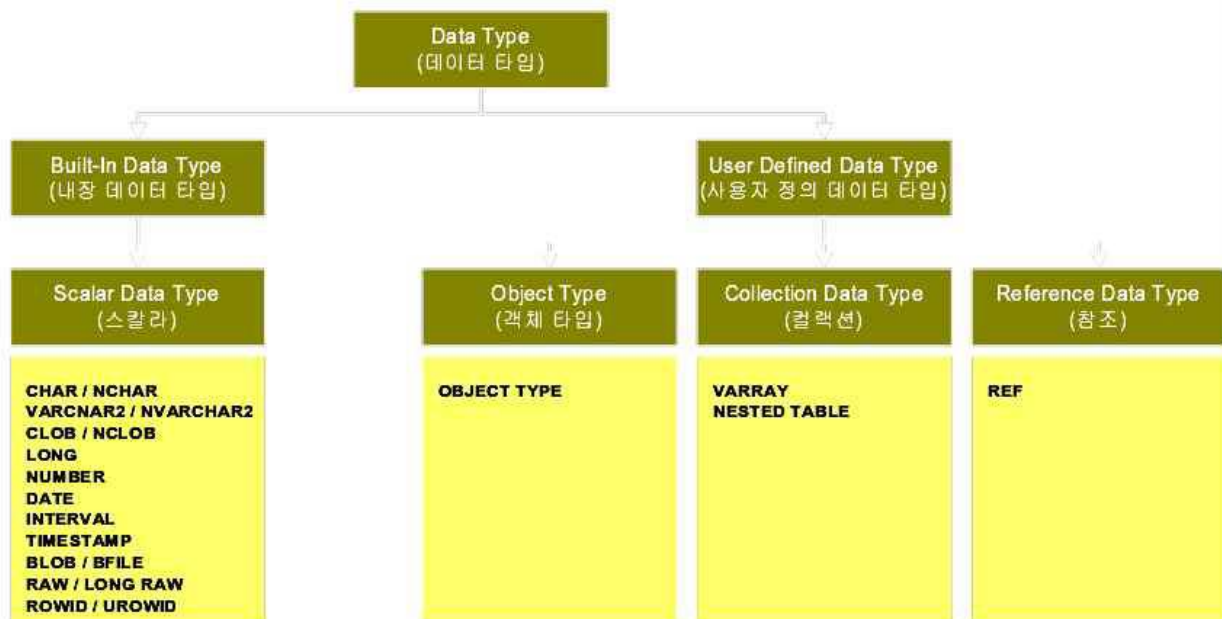 Data Type
(데이터 타입)
Built-In Data Type
(내장 데이터 타입)
User Defined Data Type
(사용자 정의 데이터 타입)
Scalar Data Type
(스칼라)
Object Type
(객체 타입)
Collection Data Type
(컬랙션)
Reference Data Type
(참조)
CHAR / NCHAR
VARCNAR2 / NVARCHAR2
CLOB / NCLOB
LONG
NUMBER
DATE
INTERVAL
TIMESTAMP
BLOB / BFILE
RAW / LONG RAW
ROWID / UROWID
OBJECT TYPE
VARRAY
NESTED TABLE
REF